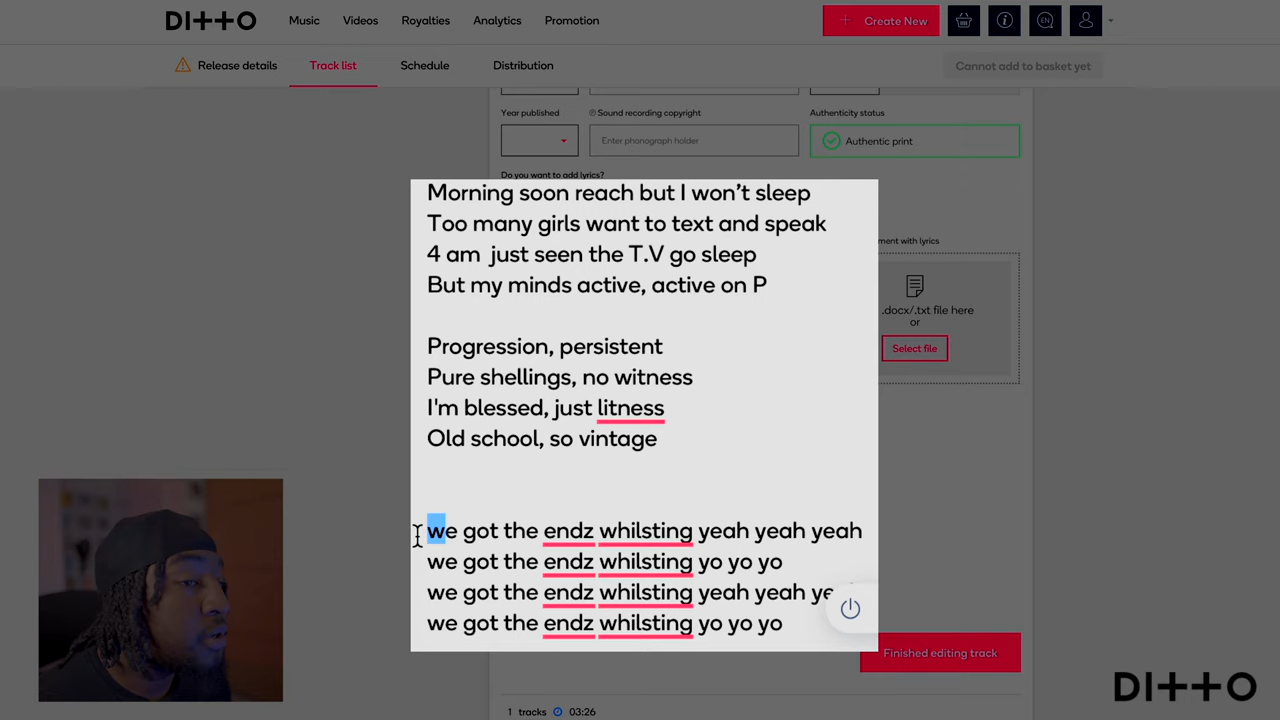 DITTO
Music
Videos
Royalties
Analytics
Promotion
Create New
EN
Release details
Track list
Schedule
Distribution
Cannot add to basket yet
Year published
℗ Sound recording copyright
Authenticity status
Enter phonograph holder
Authentic print
Do you want to add lyrics?
Morning soon reach but I won't sleep
Too many girls want to text and speak
4 am just seen the T.V go sleep
But my minds active, active on P
Progression, persistent
Pure shellings, no witness
I'm blessed, just litness
Old school, so vintage
we got the endz whilsting yeah yeah yeah
we got the endz whilsting yo yo yo
we got the endz whilsting yeah yeah
we got the endz whilsting yo yo yo
with lyrics
.docx/.txt file here
or
Select file
Finished editing track
1 tracks 03:26
DITTO